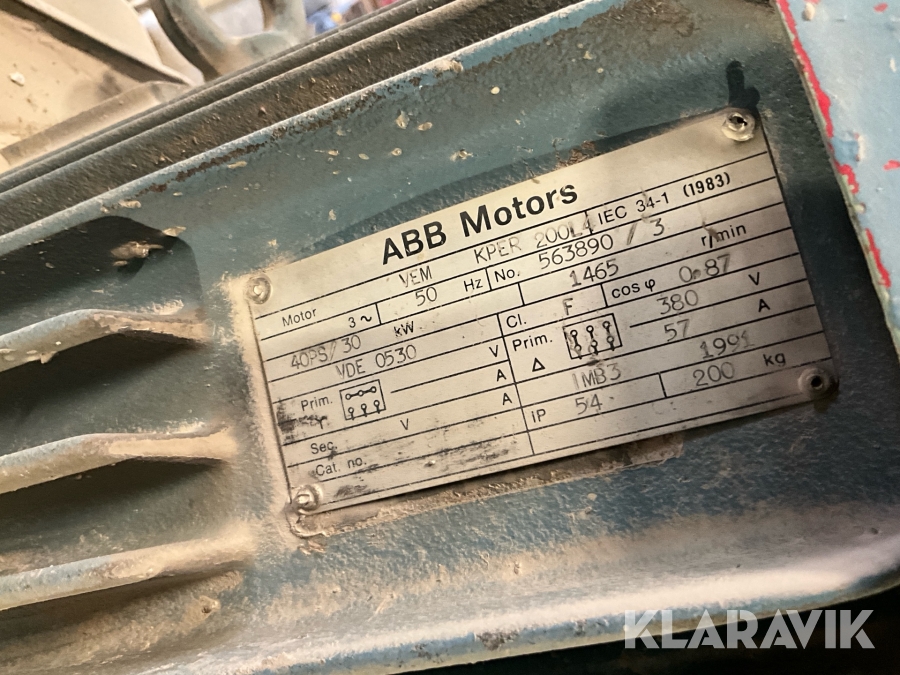 ABB Motors
Motor VEM KPER 200L4 IEC 34-1 (1983)
3~ 50 Hz No. 563890 / 3
40PS/30 kW 1465 r/min
VDE 0530 Cl. F cos φ 0.87
Prim. V Prim. 380 V
Y A Δ 57 A
Sec. V A IMB3 1991
Cat. no. IP 54 200 kg
KLARAVIK